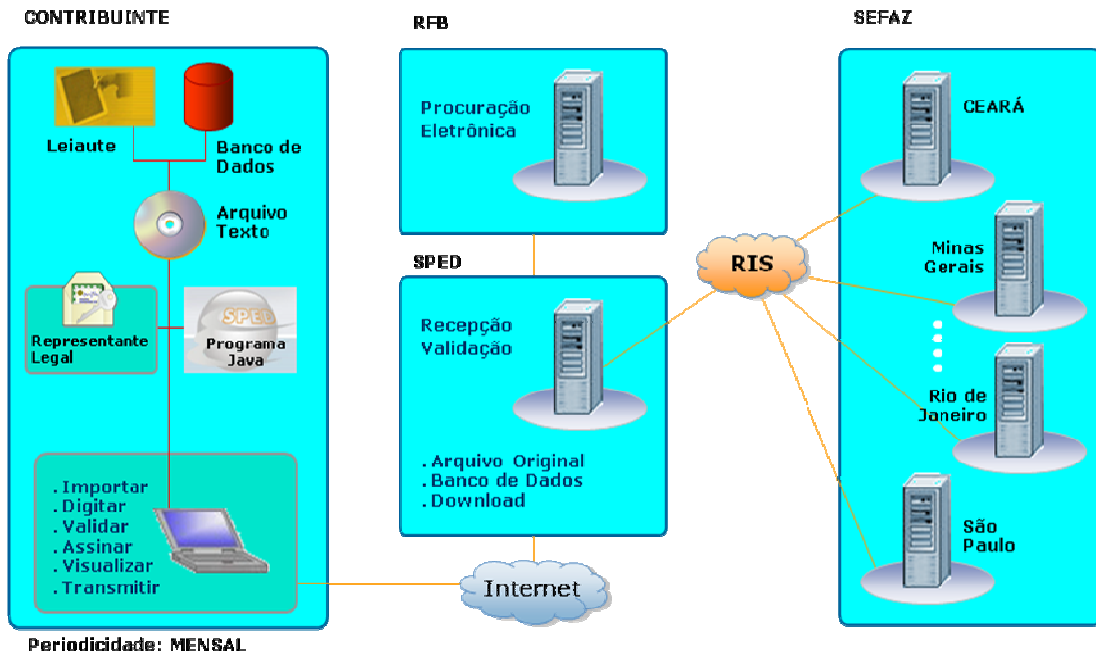 CONTRIBUINTE
Leiaute
Banco de
Dados
Arquivo
Texto
Representante
Legal
SPED
Programa
Java
. Importar
. Digitar
. Validar
. Assinar
. Visualizar
. Transmitir
Periodicidade: MENSAL
RFB
Procuração
Eletrônica
SPED
Recepção
Validação
. Arquivo Original
. Banco de Dados
. Download
Internet
RIS
SEFAZ
CEARÁ
Minas
Gerais
Rio de
Janeiro
São
Paulo